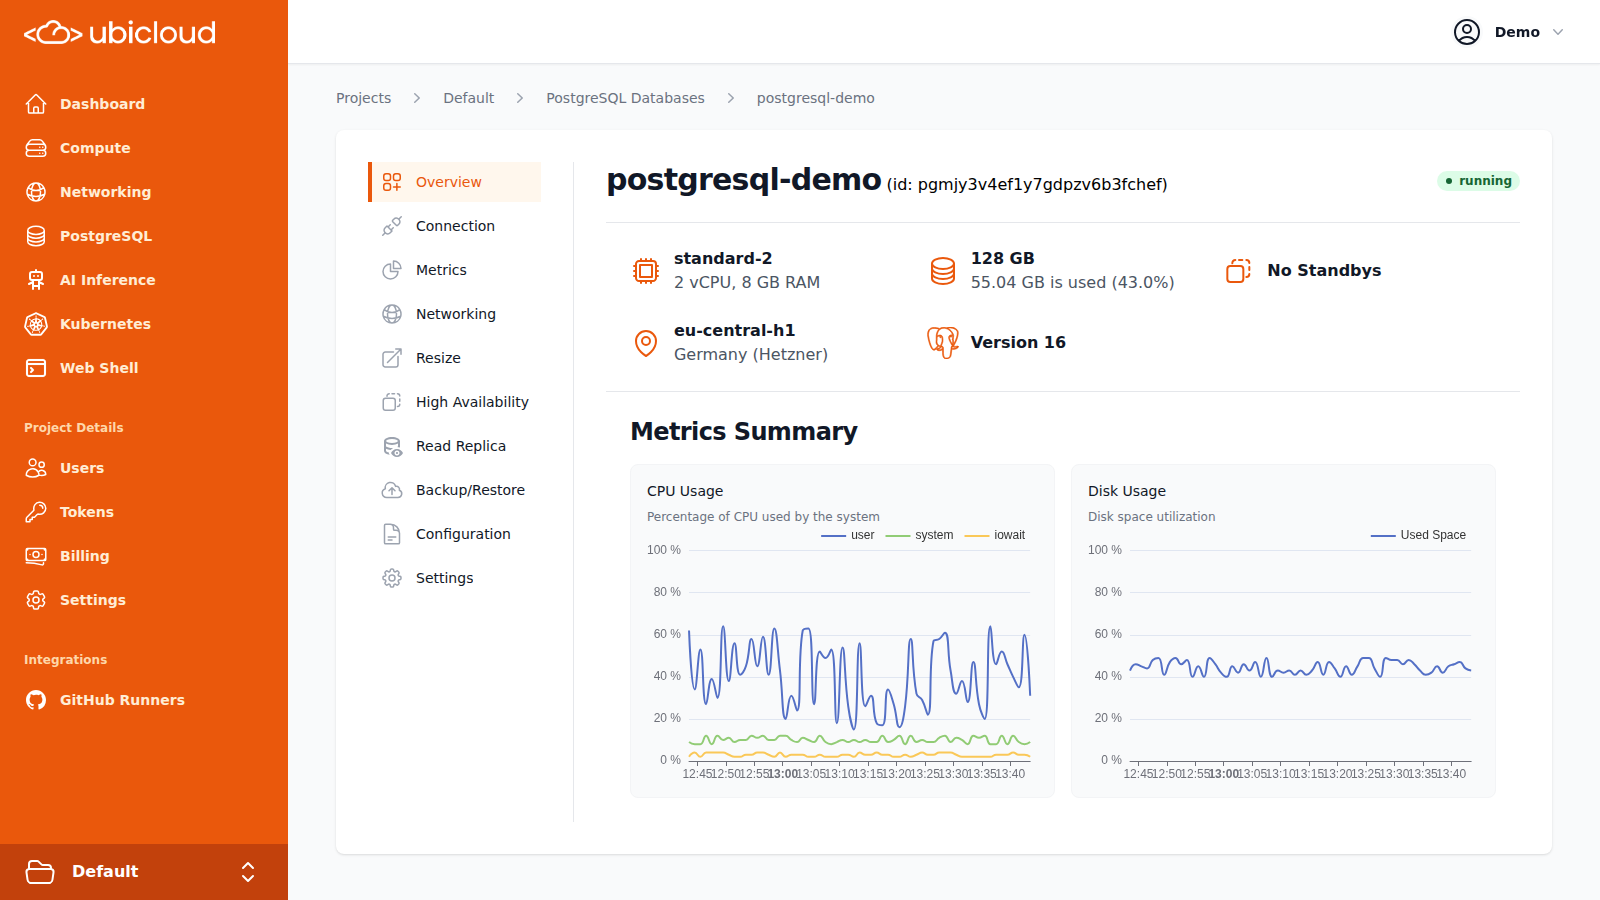 ubicloud
Demo
Dashboard
Compute
Networking
PostgreSQL
AI Inference
Kubernetes
Web Shell
Project Details
Users
Tokens
Billing
Settings
Integrations
GitHub Runners
Default
Projects > Default > PostgreSQL Databases > postgresql-demo
Overview
Connection
Metrics
Networking
Resize
High Availability
Read Replica
Backup/Restore
Configuration
Settings
postgresql-demo (id: pgmjy3v4ef1y7gdpzv6b3fchef)
running
standard-2
2 vCPU, 8 GB RAM
128 GB
55.04 GB is used (43.0%)
No Standbys
eu-central-h1
Germany (Hetzner)
Version 16
Metrics Summary
CPU Usage
Percentage of CPU used by the system
user system iowait
100 %
80 %
60 %
40 %
20 %
0 %
12:45 12:50 12:55 13:00 13:05 13:10 13:15 13:20 13:25 13:30 13:35 13:40
Disk Usage
Disk space utilization
Used Space
100 %
80 %
60 %
40 %
20 %
0 %
12:45 12:50 12:55 13:00 13:05 13:10 13:15 13:20 13:25 13:30 13:35 13:40